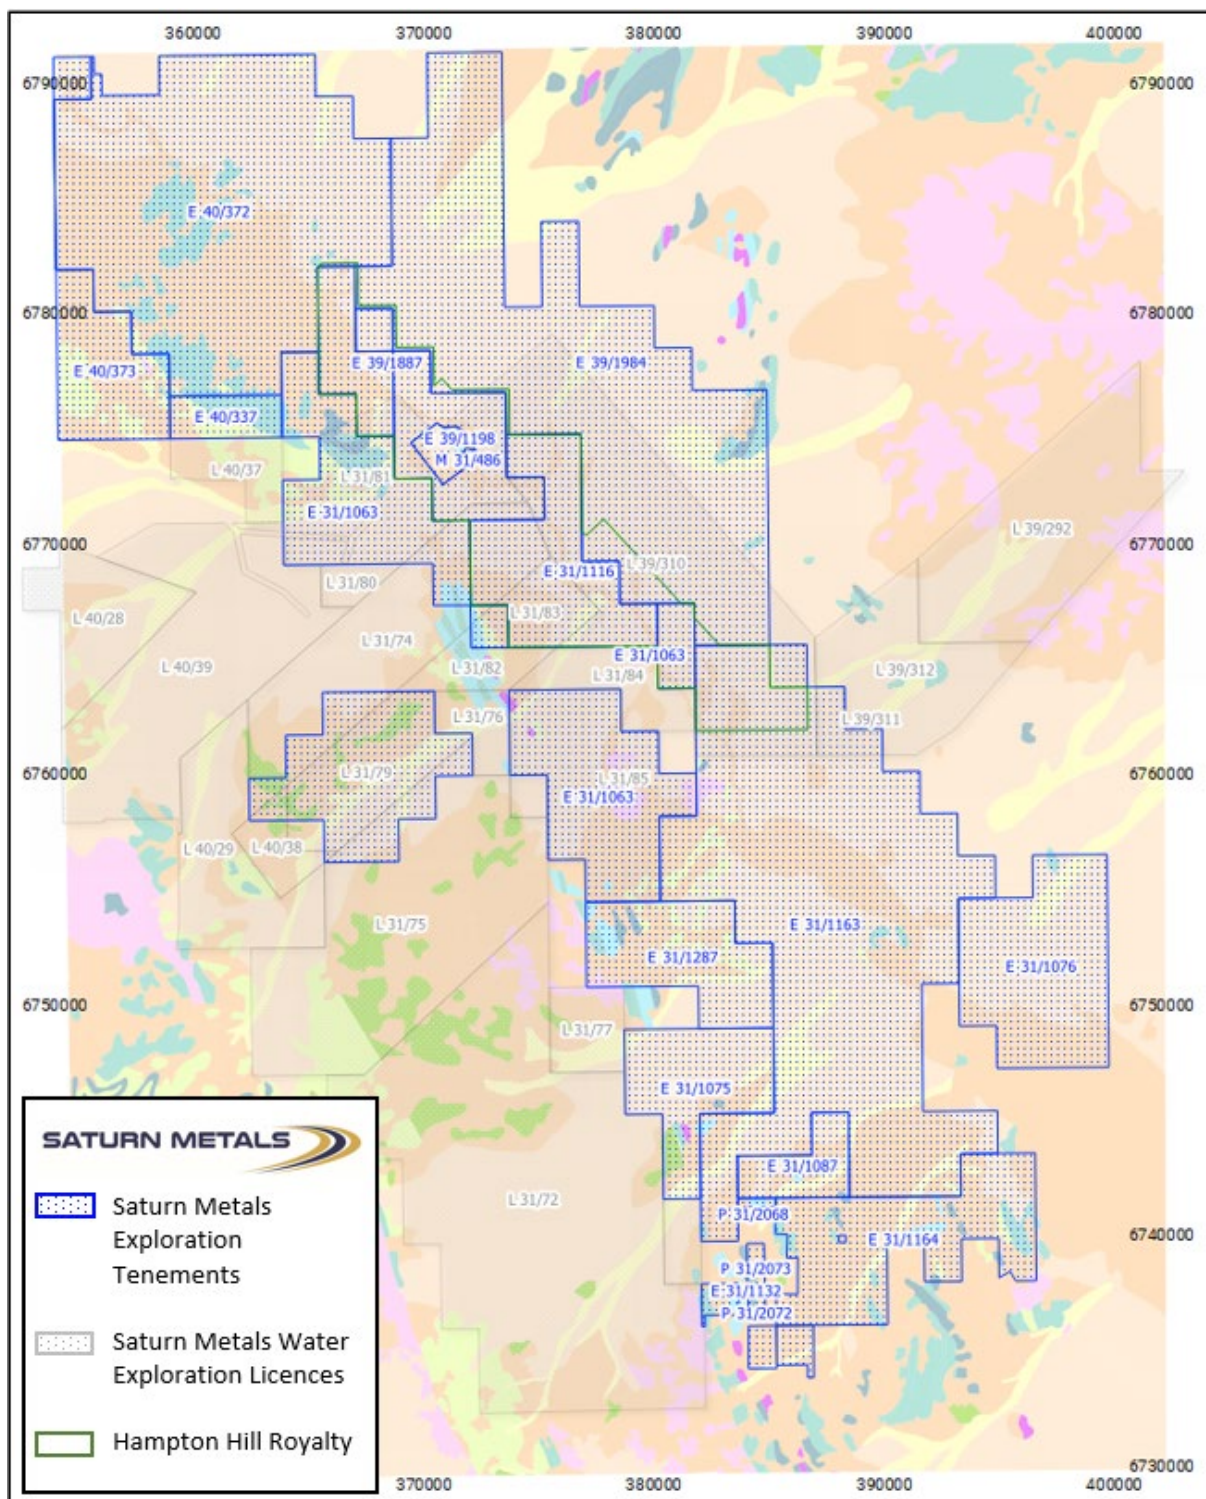 360000 370000 380000 390000 400000
6790000 6790000
E 40/372
6780000 6780000
E 39/1887 E 39/1984
E 40/373
E 40/337
E 39/1198
M 31/486
L 40/37 L 31/81
E 31/1063
L 39/292
6770000 6770000
L 39/310
E 31/1116
L 31/80
L 31/83
L 40/28
L 31/74
E 31/1063
L 40/39 L 31/82 L 31/84 L 39/312
L 31/76 L 39/311
6760000 L 31/79 L 31/85 6760000
E 31/1063
L 40/29 L 40/38
L 31/75 E 31/1163
E 31/1287
E 31/1076
6750000 6750000
L 31/77
E 31/1075
SATURN METALS
E 31/1087
L 31/72
P 31/2068
6740000
E 31/1164
P 31/2073
E 31/1132
P 31/2072
Saturn Metals
Exploration
Tenements
Saturn Metals Water
Exploration Licences
Hampton Hill Royalty
6730000
370000 380000 390000 400000